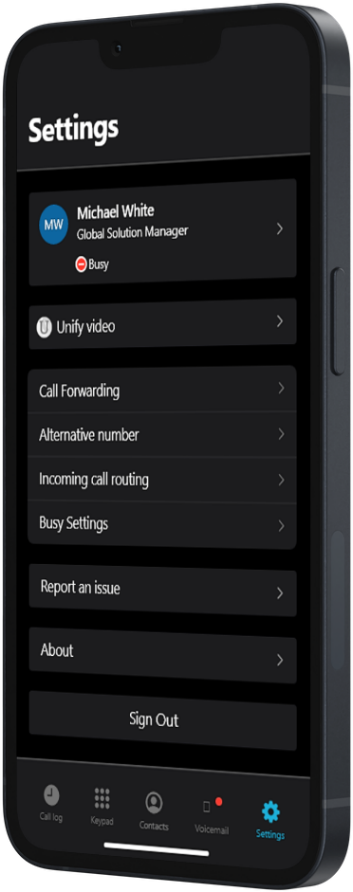 Settings
MW
Michael White
Global Solution Manager
Busy
U
Unify video
Call Forwarding
Alternative number
Incoming call routing
Busy Settings
Report an issue
About
Sign Out
Call log
Keypad
Contacts
Voicemail
Settings